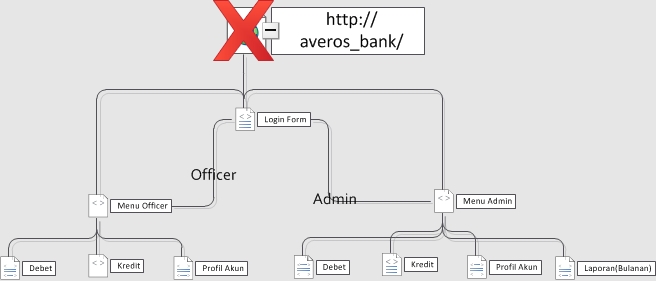 http://
averos_bank/
Login Form
Officer
Admin
Menu Officer
Menu Admin
Debet
Kredit
Profil Akun
Debet
Kredit
Profil Akun
Laporan(Bulanan)